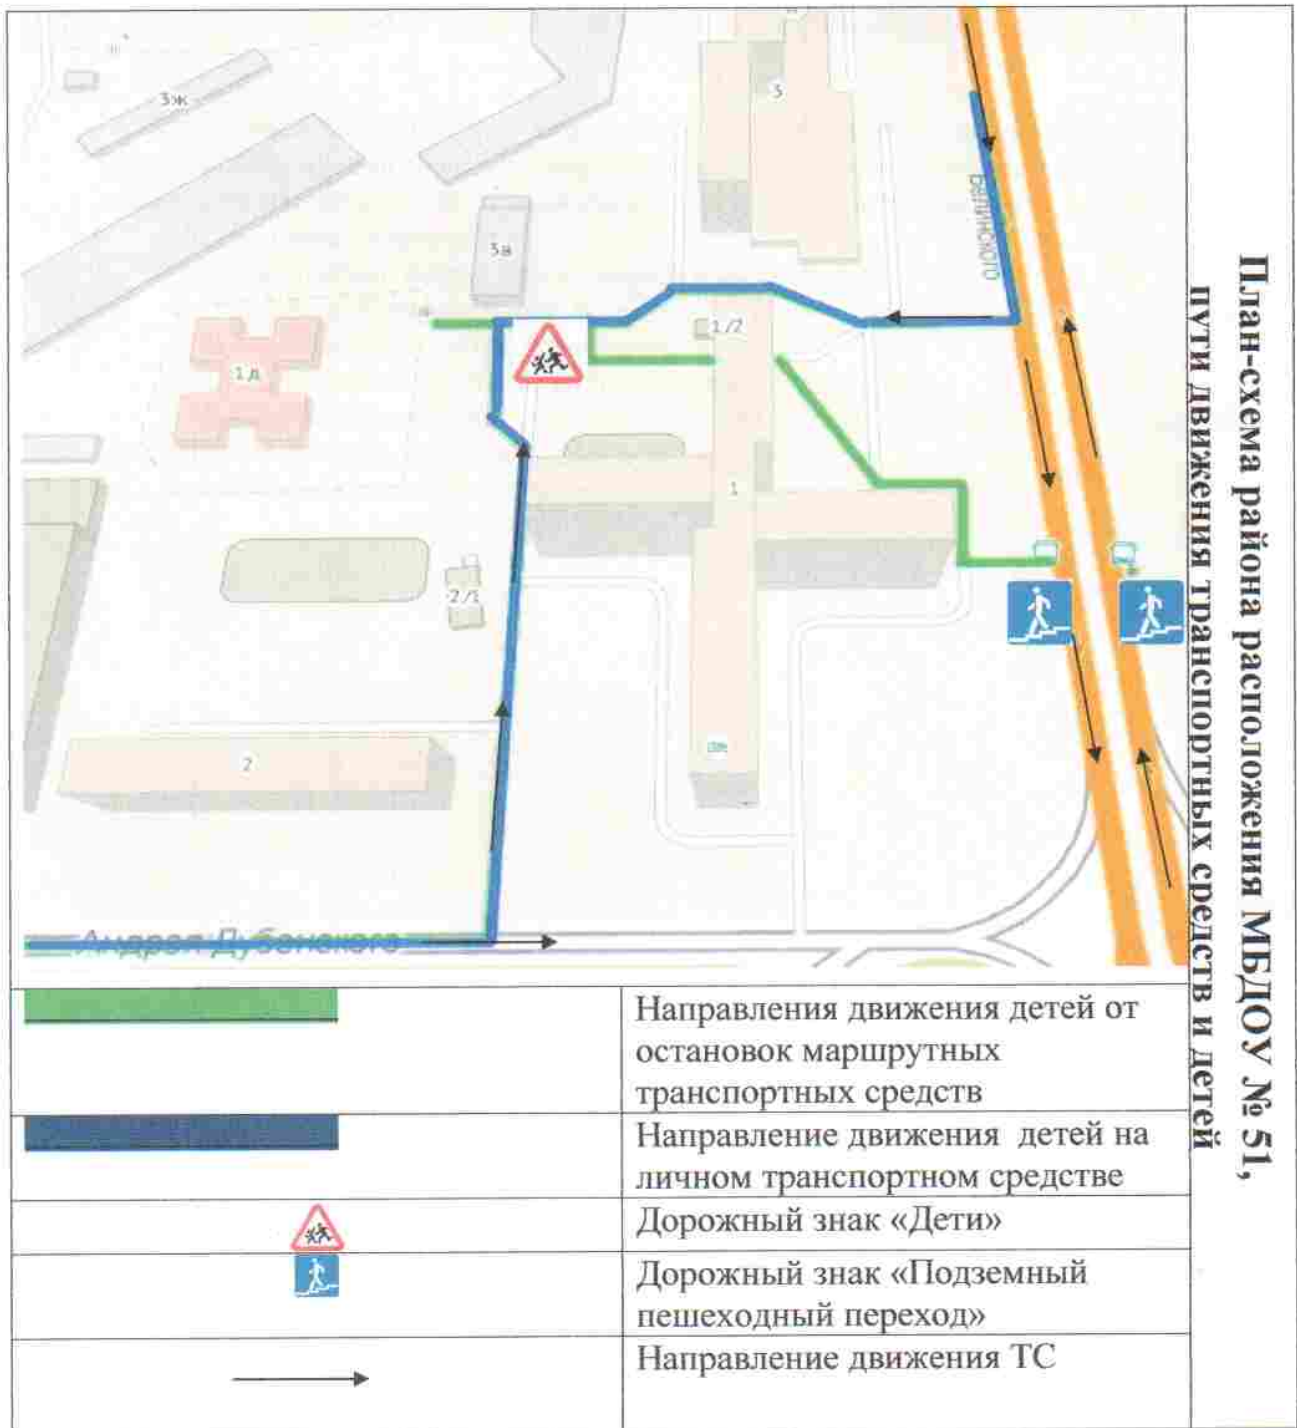 План-схема района расположения МБДОУ № 51,
пути движения транспортных средств и детей
3ж
3
3в
Белинского
1/2
1д
1
2/1
2
Андрея Дубенского
Направления движения детей от
остановок маршрутных
транспортных средств
Направление движения детей на
личном транспортном средстве
Дорожный знак «Дети»
Дорожный знак «Подземный
пешеходный переход»
Направление движения ТС